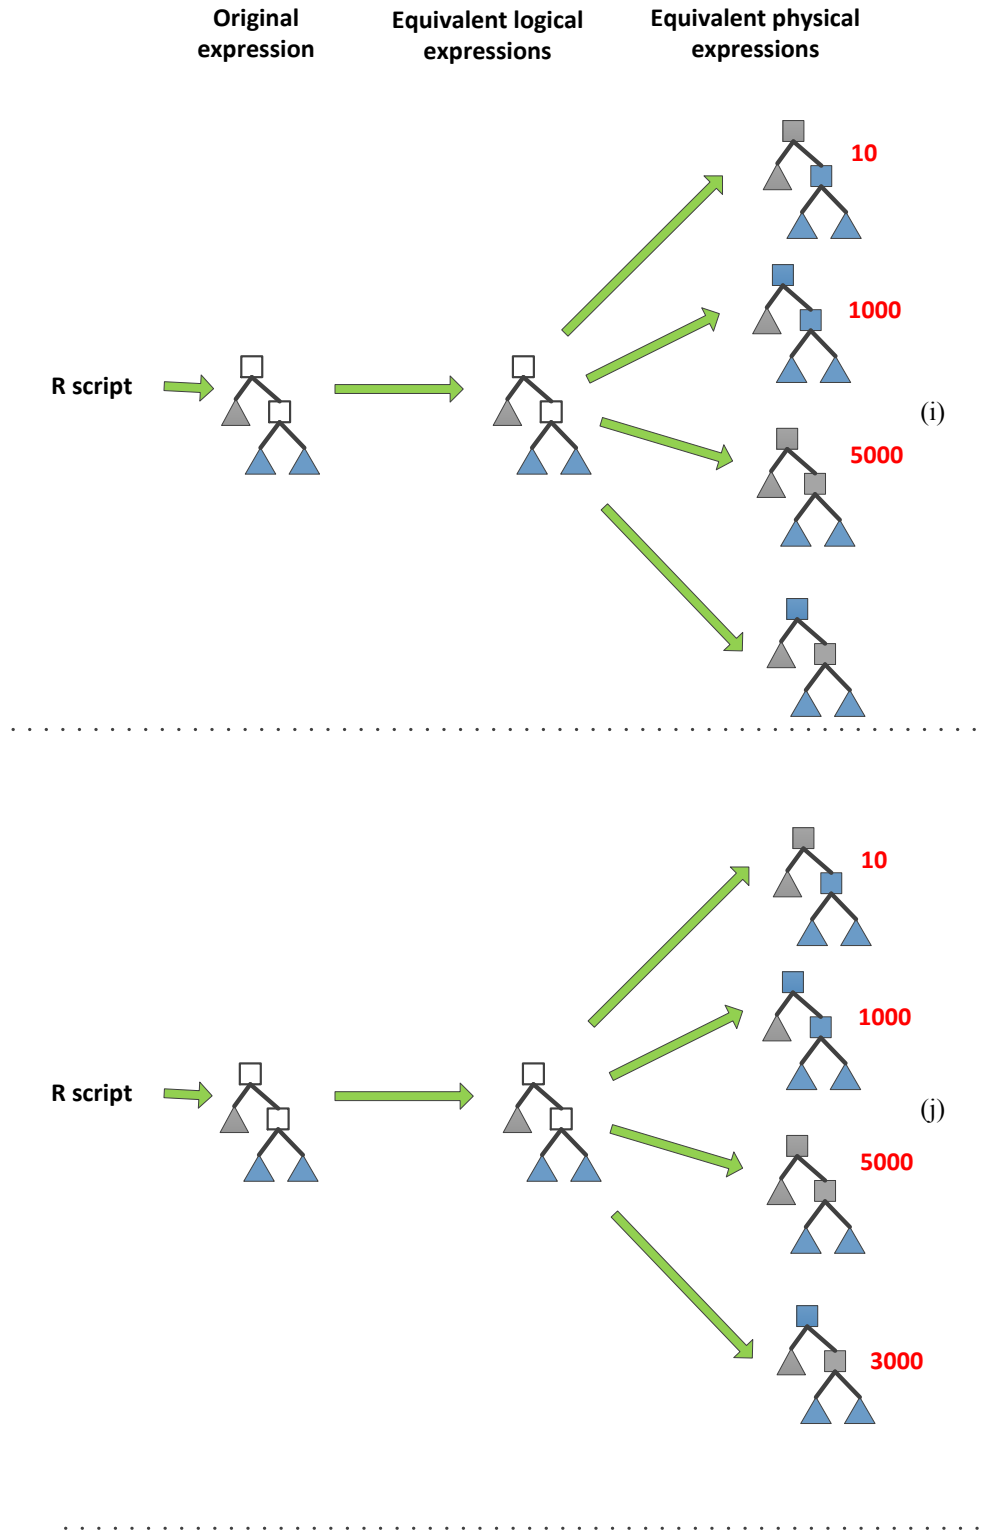 Original
expression
Equivalent logical
expressions
Equivalent physical
expressions
10
1000
R script
(i)
5000
10
1000
R script
(j)
5000
3000